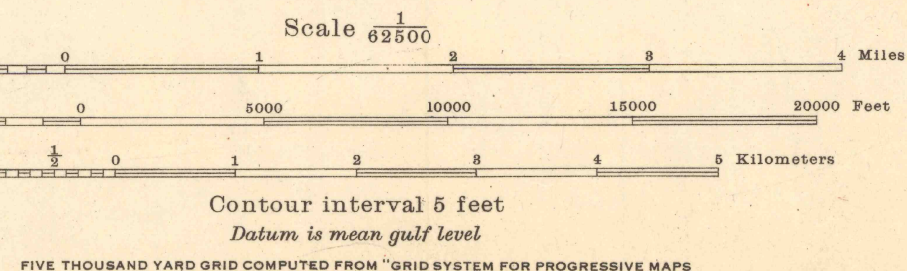 Scale 1/62500
0 1 2 3 4 Miles
0 5000 10000 15000 20000 Feet
1/2 0 1 2 3 4 5 Kilometers
Contour interval 5 feet
Datum is mean gulf level
FIVE THOUSAND YARD GRID COMPUTED FROM "GRID SYSTEM FOR PROGRESSIVE MAPS